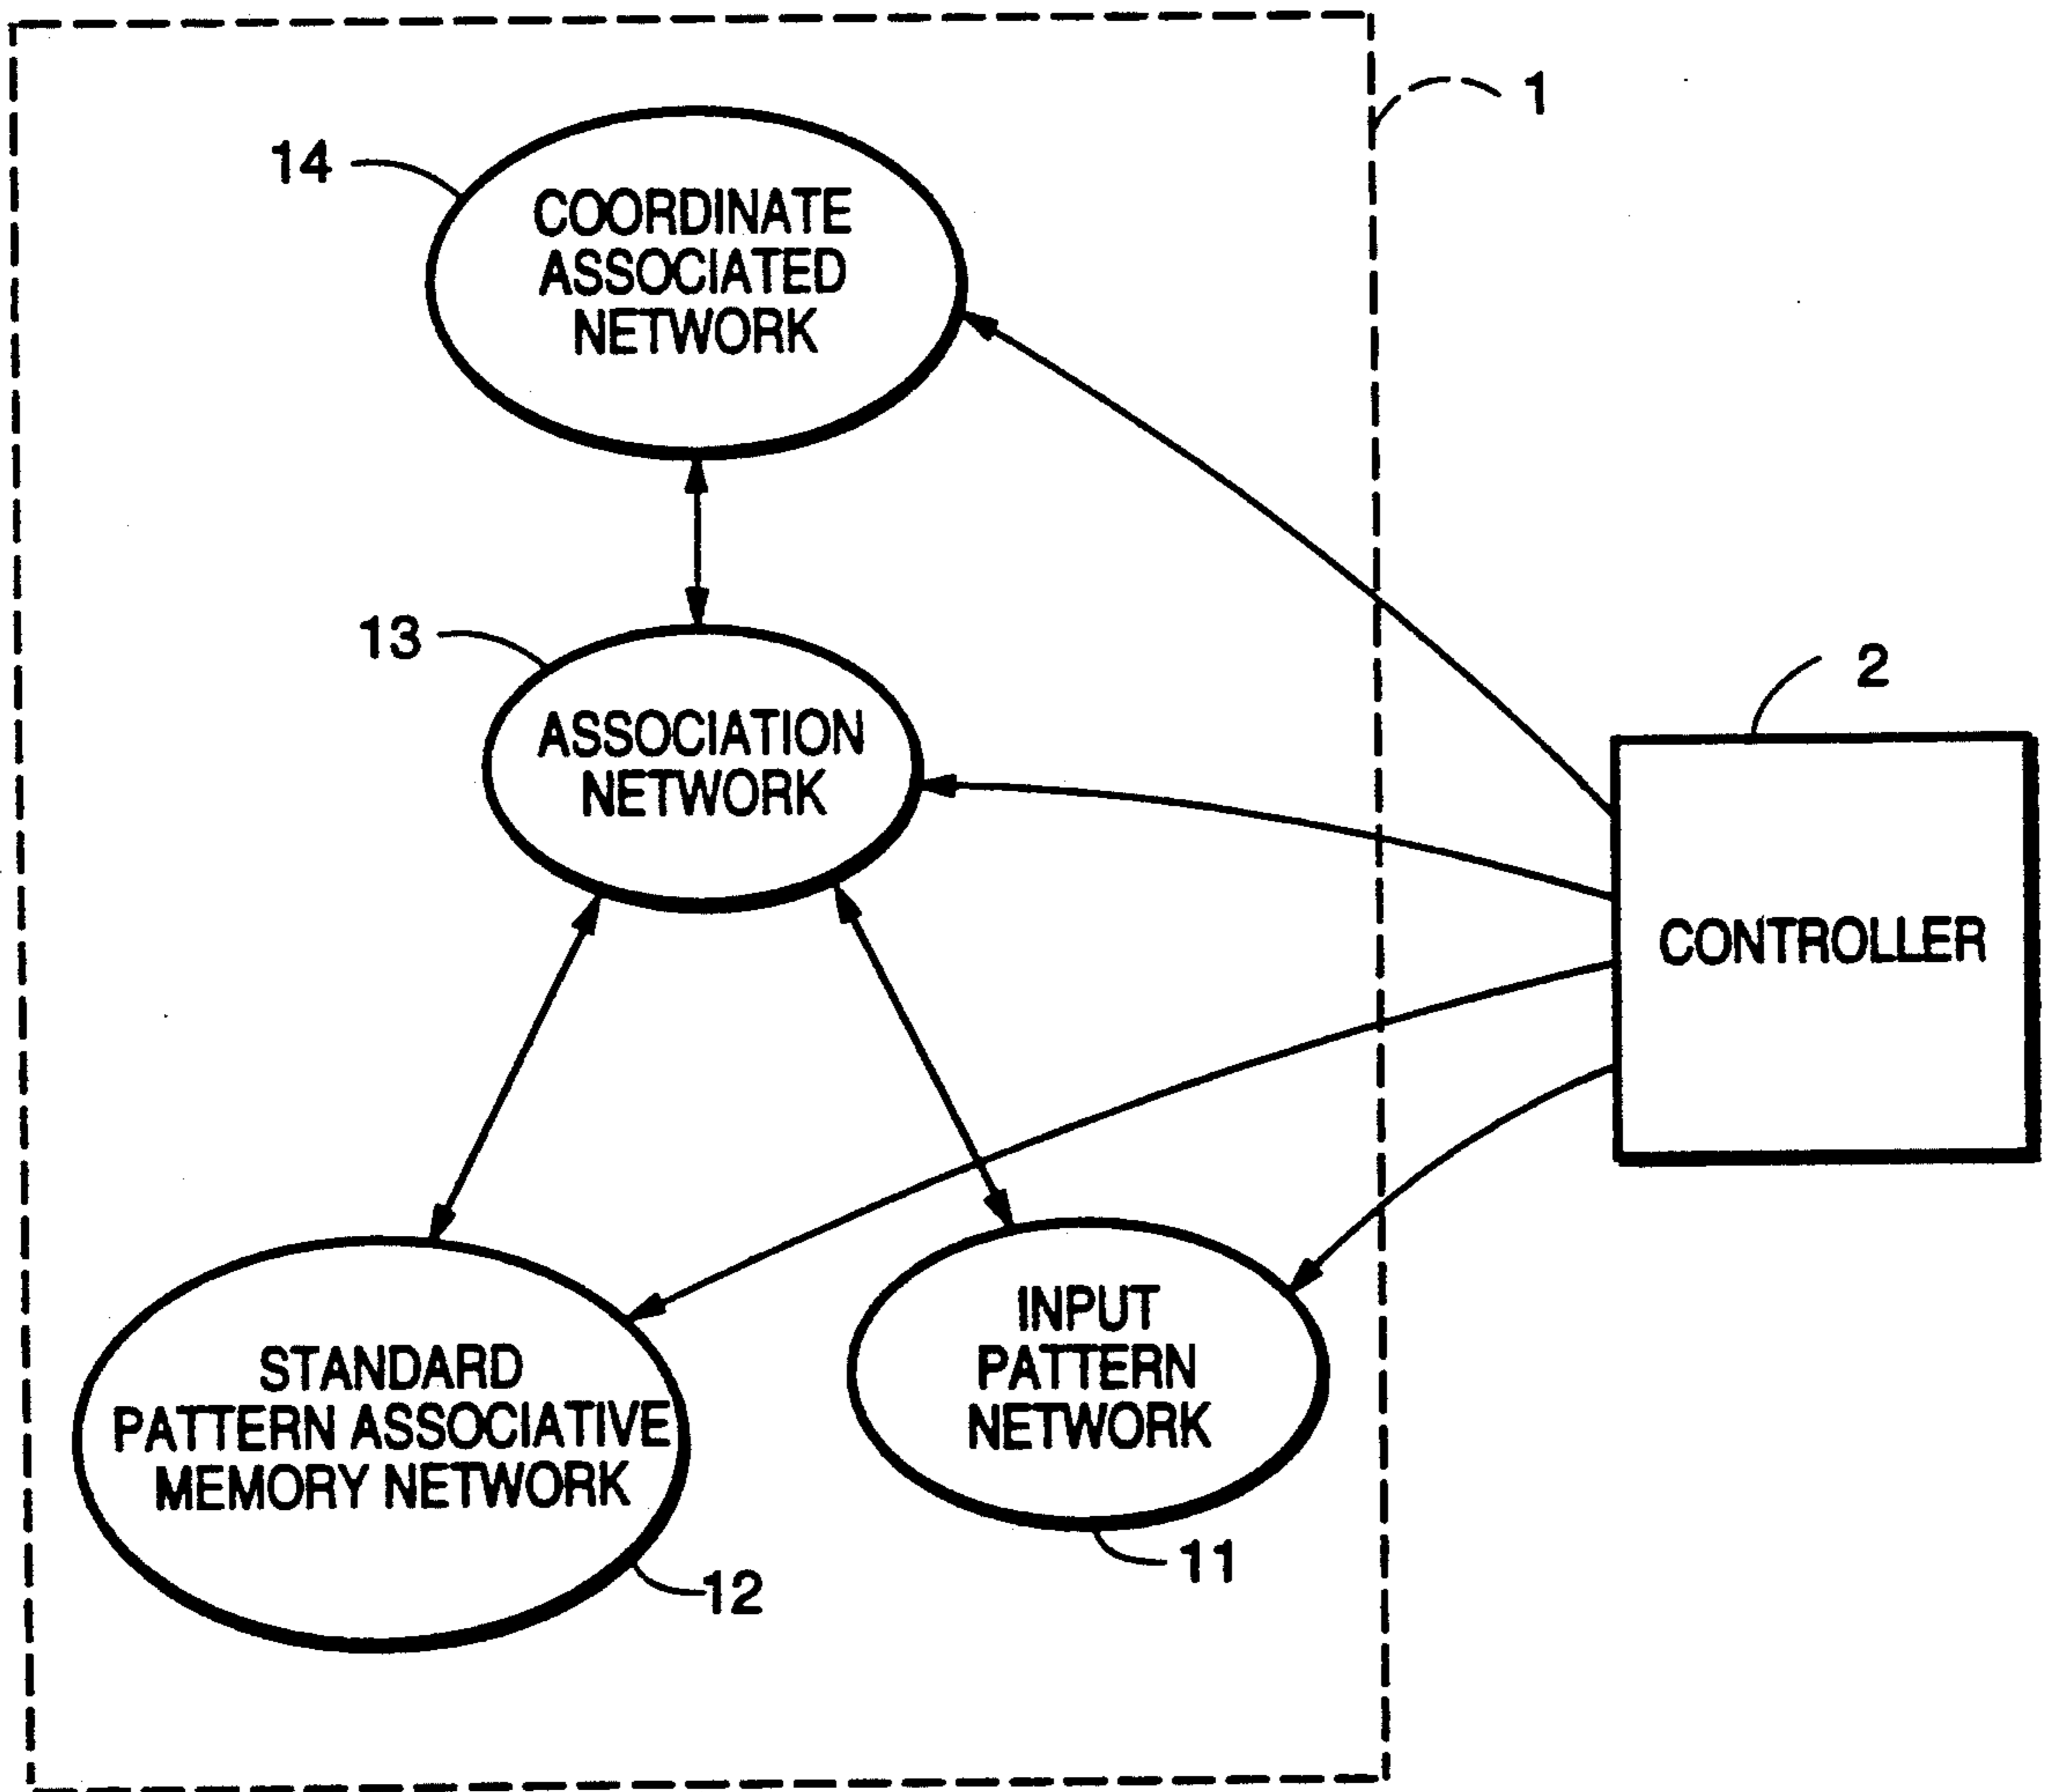 1
14
COORDINATE
ASSOCIATED
NETWORK
13
ASSOCIATION
NETWORK
2
CONTROLLER
STANDARD
PATTERN ASSOCIATIVE
MEMORY NETWORK
12
INPUT
PATTERN
NETWORK
11